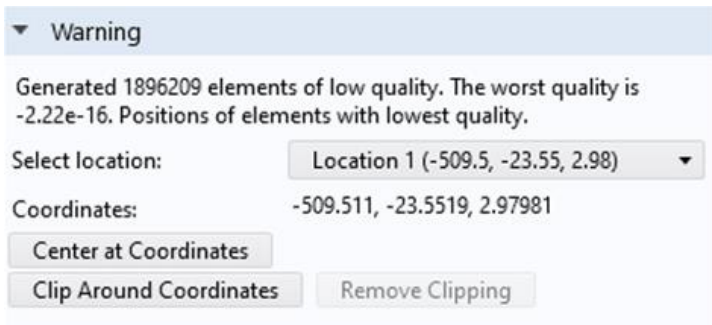 Warning
Generated 1896209 elements of low quality. The worst quality is
-2.22e-16. Positions of elements with lowest quality.
Select location: Location 1 (-509.5, -23.55, 2.98)
Coordinates: -509.511, -23.5519, 2.97981
Center at Coordinates
Clip Around Coordinates Remove Clipping